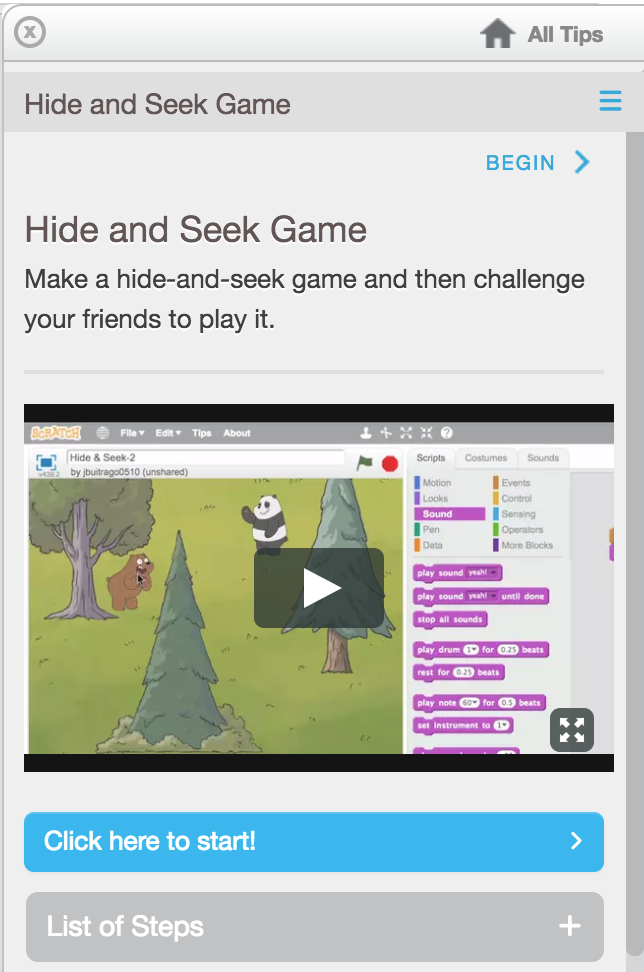 All Tips
Hide and Seek Game
BEGIN
Hide and Seek Game
Make a hide-and-seek game and then challenge
your friends to play it.
SCRATCH File Edit Tips About
Hide & Seek-2
by jbuitrago0510 (unshared)
Scripts Costumes Sounds
Motion Events
Looks Control
Sound Sensing
Pen Operators
Data More Blocks
play sound yeah!
play sound yeah! until done
stop all sounds
play drum 1 for 0.25 beats
rest for 0.25 beats
play note 60 for 0.5 beats
set instrument to 1
Click here to start!
List of Steps